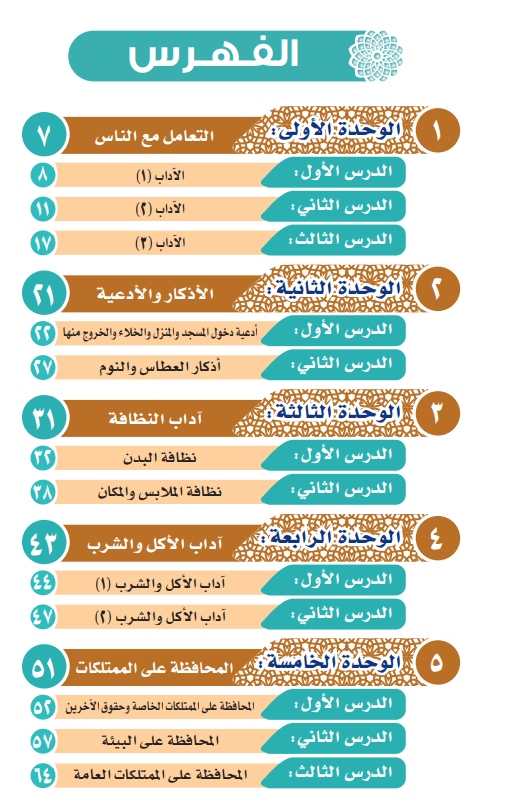 الفهرس
١ الوحدة الأولى: التعامل مع الناس ٧
الدرس الأول: الآداب (١) ٨
الدرس الثاني: الآداب (٢) ١١
الدرس الثالث: الآداب (٣) ١٧
٢ الوحدة الثانية: الأذكار والأدعية ٢١
الدرس الأول: أدعية دخول المسجد والمنزل والخلاء والخروج منها ٢٢
الدرس الثاني: أذكار العطاس والنوم ٢٧
٣ الوحدة الثالثة: آداب النظافة ٣١
الدرس الأول: نظافة البدن ٣٢
الدرس الثاني: نظافة الملابس والمكان ٣٨
٤ الوحدة الرابعة: آداب الأكل والشرب ٤٣
الدرس الأول: آداب الأكل والشرب (١) ٤٤
الدرس الثاني: آداب الأكل والشرب (٢) ٤٧
٥ الوحدة الخامسة: المحافظة على الممتلكات ٥١
الدرس الأول: المحافظة على الممتلكات الخاصة وحقوق الآخرين ٥٢
الدرس الثاني: المحافظة على البيئة ٥٧
الدرس الثالث: المحافظة على الممتلكات العامة ٦٤